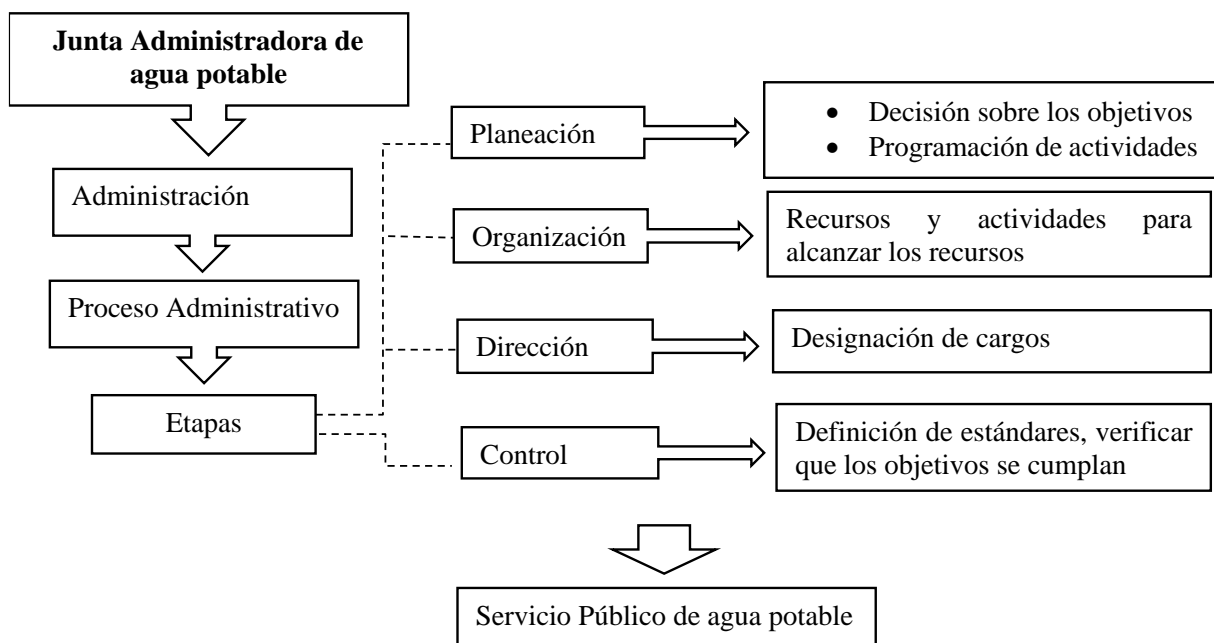 Junta Administradora de
agua potable
Administración
Proceso Administrativo
Etapas
Planeación
• Decisión sobre los objetivos
• Programación de actividades
Organización
Recursos y actividades para
alcanzar los recursos
Dirección
Designación de cargos
Control
Definición de estándares, verificar
que los objetivos se cumplan
Servicio Público de agua potable